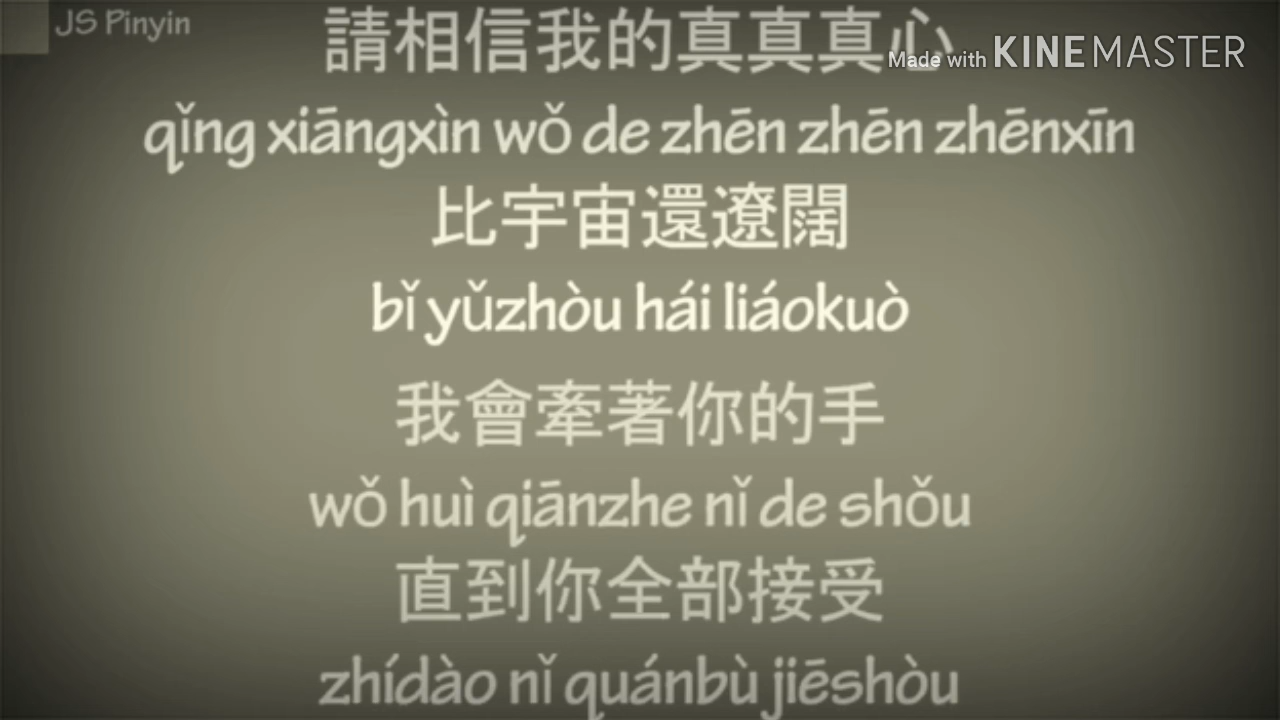 JS Pinyin
請相信我的真真真心
Made with KINEMASTER
qǐng xiāngxìn wǒ de zhēn zhēn zhēnxīn
比宇宙還遼闊
bǐ yǔzhòu hái liáokuò
我會牽著你的手
wǒ huì qiānzhe nǐ de shǒu
直到你全部接受
zhídào nǐ quánbù jiēshòu